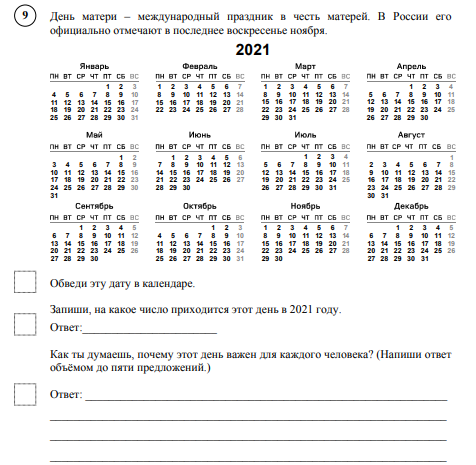 9
День матери – международный праздник в честь матерей. В России его
официально отмечают в последнее воскресенье ноября.
2021
Январь Февраль Март Апрель
ПН ВТ СР ЧТ ПТ СБ ВС ПН ВТ СР ЧТ ПТ СБ ВС ПН ВТ СР ЧТ ПТ СБ ВС ПН ВТ СР ЧТ ПТ СБ ВС
1 2 3 1 2 3 4 5 6 7 1 2 3 4 5 6 7 1 2 3 4
4 5 6 7 8 9 10 8 9 10 11 12 13 14 8 9 10 11 12 13 14 5 6 7 8 9 10 11
11 12 13 14 15 16 17 15 16 17 18 19 20 21 15 16 17 18 19 20 21 12 13 14 15 16 17 18
18 19 20 21 22 23 24 22 23 24 25 26 27 28 22 23 24 25 26 27 28 19 20 21 22 23 24 25
25 26 27 28 29 30 31 29 30 31 26 27 28 29 30
Май Июнь Июль Август
ПН ВТ СР ЧТ ПТ СБ ВС ПН ВТ СР ЧТ ПТ СБ ВС ПН ВТ СР ЧТ ПТ СБ ВС ПН ВТ СР ЧТ ПТ СБ ВС
1 2 1 2 3 4 5 6 1 2 3 4 1
3 4 5 6 7 8 9 7 8 9 10 11 12 13 5 6 7 8 9 10 11 2 3 4 5 6 7 8
10 11 12 13 14 15 16 14 15 16 17 18 19 20 12 13 14 15 16 17 18 9 10 11 12 13 14 15
17 18 19 20 21 22 23 21 22 23 24 25 26 27 19 20 21 22 23 24 25 16 17 18 19 20 21 22
24 25 26 27 28 29 30 28 29 30 26 27 28 29 30 31 23 24 25 26 27 28 29
31 30 31
Сентябрь Октябрь Ноябрь Декабрь
ПН ВТ СР ЧТ ПТ СБ ВС ПН ВТ СР ЧТ ПТ СБ ВС ПН ВТ СР ЧТ ПТ СБ ВС ПН ВТ СР ЧТ ПТ СБ ВС
1 2 3 4 5 1 2 3 1 2 3 4 5 6 7 1 2 3 4 5
6 7 8 9 10 11 12 4 5 6 7 8 9 10 8 9 10 11 12 13 14 6 7 8 9 10 11 12
13 14 15 16 17 18 19 11 12 13 14 15 16 17 15 16 17 18 19 20 21 13 14 15 16 17 18 19
20 21 22 23 24 25 26 18 19 20 21 22 23 24 22 23 24 25 26 27 28 20 21 22 23 24 25 26
27 28 29 30 25 26 27 28 29 30 31 29 30 27 28 29 30 31
Обведи эту дату в календаре.
Запиши, на какое число приходится этот день в 2021 году.
Ответ:
Как ты думаешь, почему этот день важен для каждого человека? (Напиши ответ
объёмом до пяти предложений.)
Ответ: